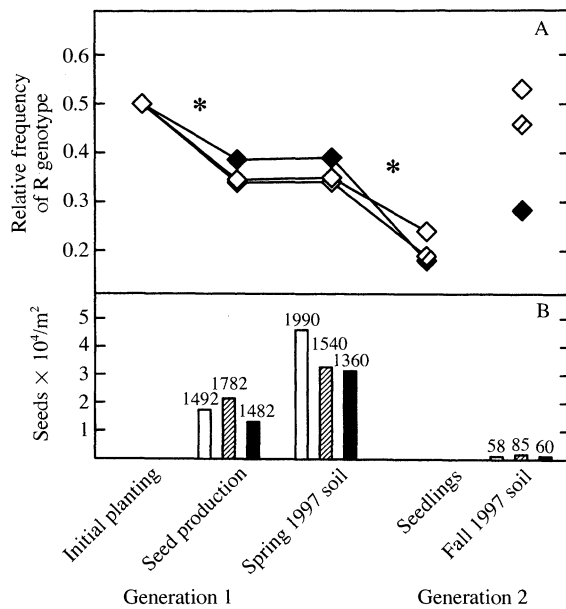 A
0.6
0.5
0.4
0.3
0.2
Relative frequency
of R genotype
*
*
B
5
4
3
2
1
Seeds × 10⁴/m²
1492
1782
1482
1990
1540
1360
58
85
60
Initial planting
Seed production
Spring 1997 soil
Seedlings
Fall 1997 soil
Generation 1
Generation 2